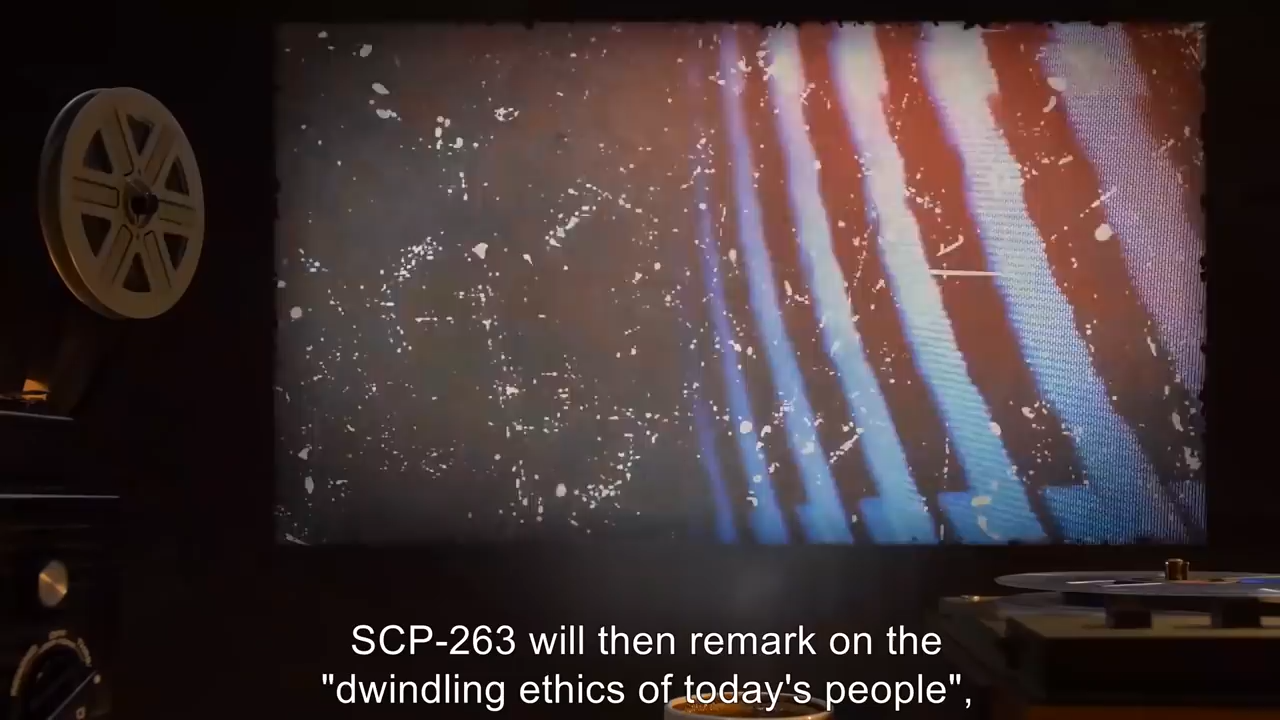 SCP-263 will then remark on the
"dwindling ethics of today's people",